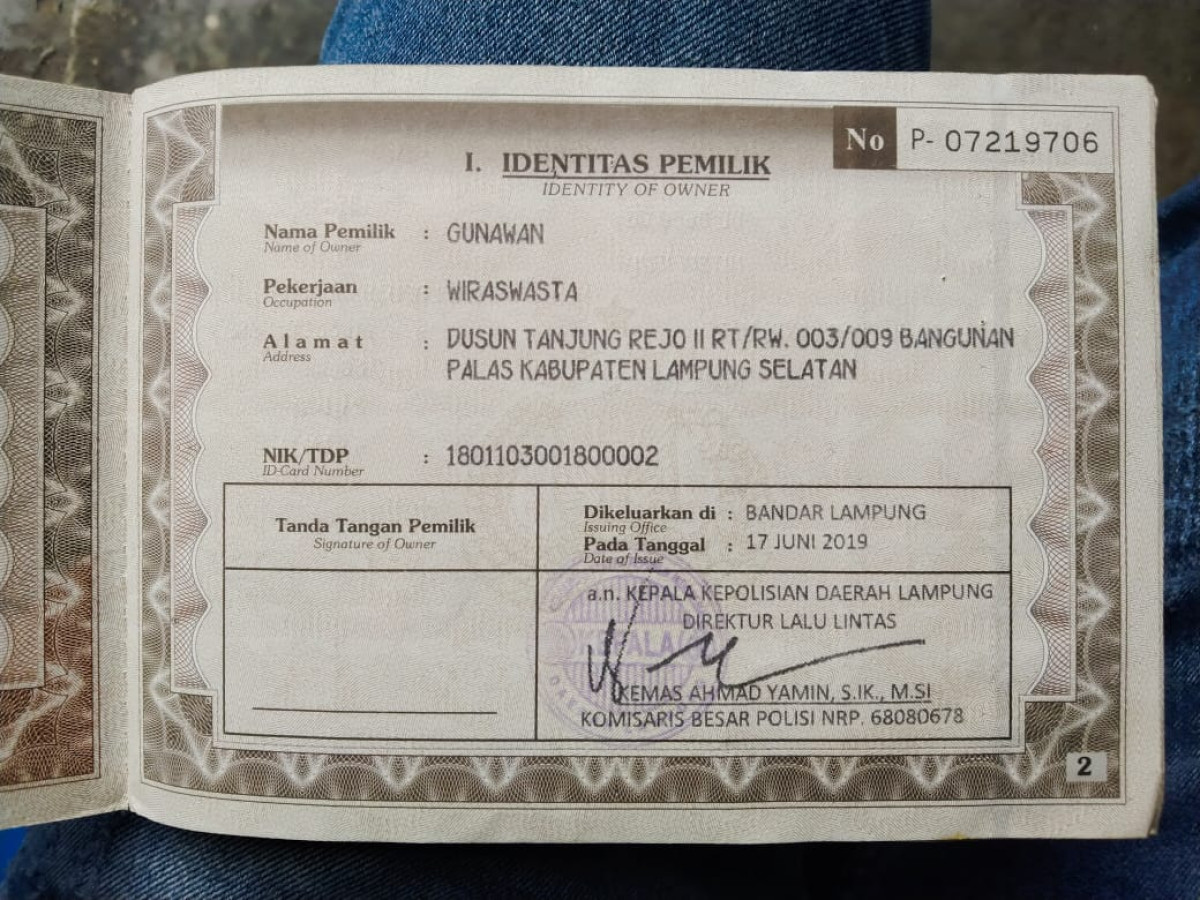 No P- 07219706
I. IDENTITAS PEMILIK
IDENTITY OF OWNER
Nama Pemilik : GUNAWAN
Name of Owner
Pekerjaan : WIRASWASTA
Occupation
Alamat : DUSUN TANJUNG REJO II RT/RW. 003/009 BANGUNAN
Address
PALAS KABUPATEN LAMPUNG SELATAN
NIK/TDP : 1801103001800002
ID-Card Number
Tanda Tangan Pemilik
Signature of Owner
Dikeluarkan di : BANDAR LAMPUNG
Issuing Office
Pada Tanggal : 17 JUNI 2019
Date of Issue
a.n. KEPALA KEPOLISIAN DAERAH LAMPUNG
DIREKTUR LALU LINTAS
KEPALA
KEMAS AHMAD YAMIN, S.IK., M.SI
KOMISARIS BESAR POLISI NRP. 68080678
2